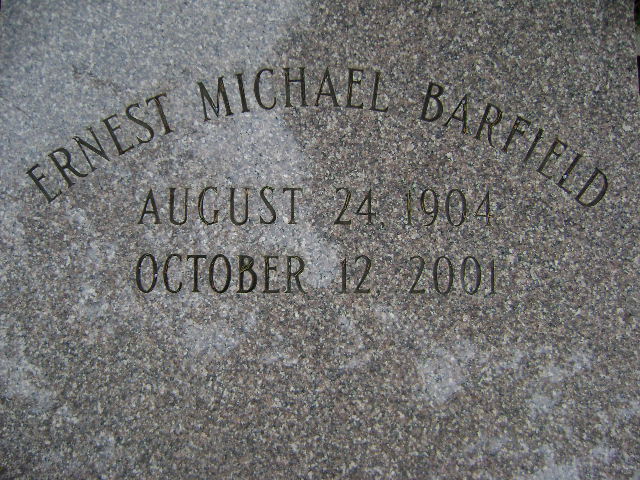 ERNEST MICHAEL BARFIELD
AUGUST 24, 1904
OCTOBER 12, 2001